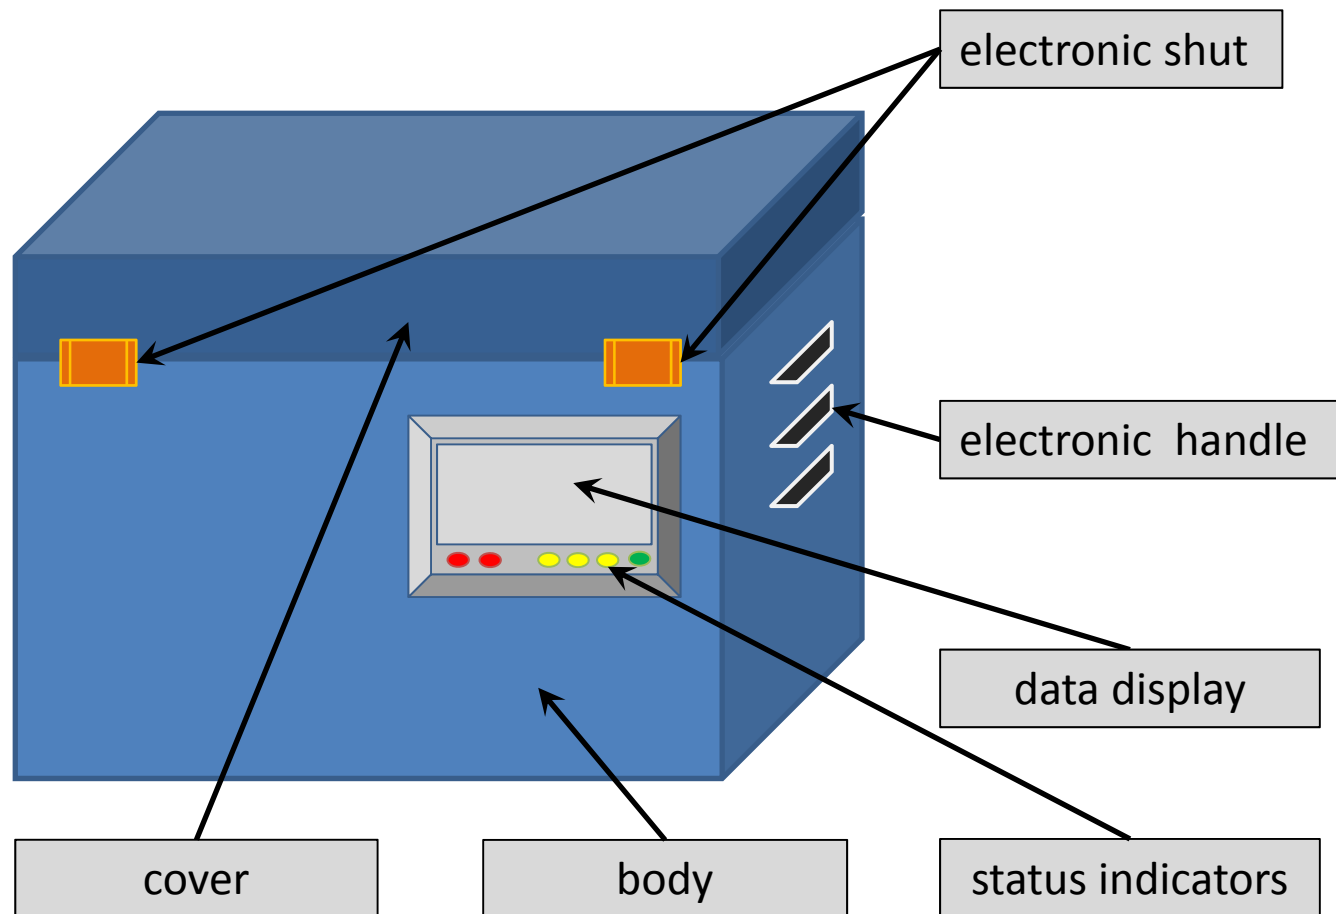 electronic shut
electronic  handle
data display
cover
body
status indicators